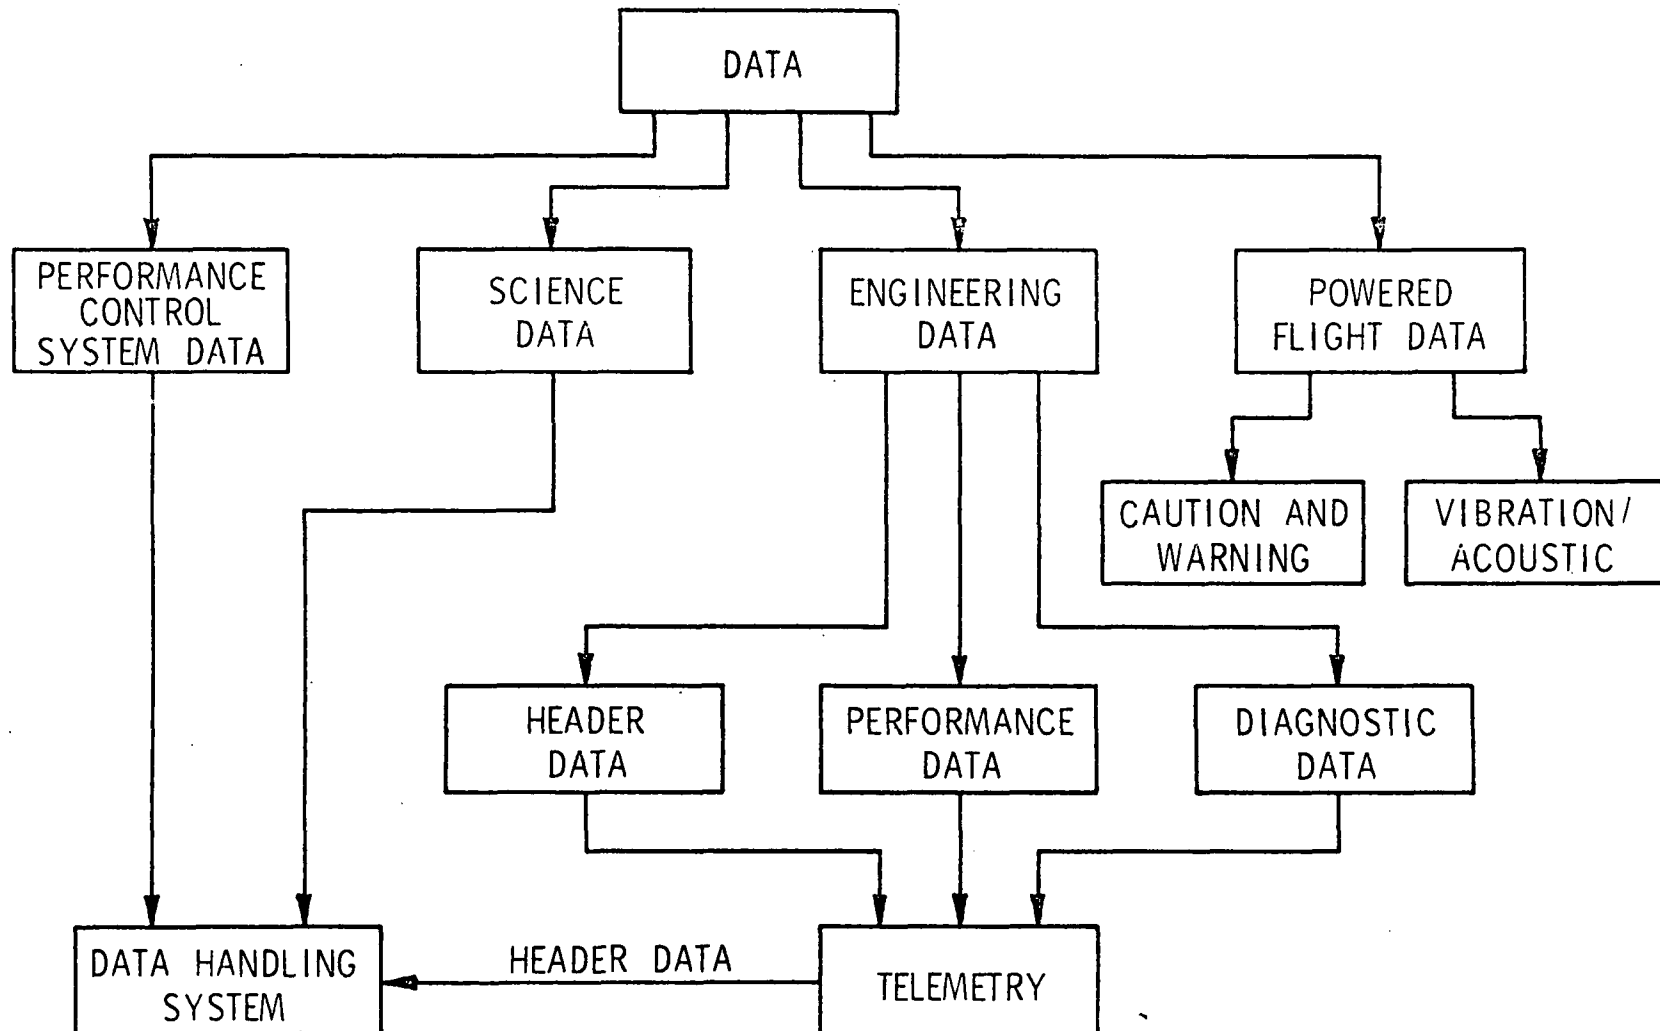 DATA
PERFORMANCE
CONTROL
SYSTEM DATA
SCIENCE
DATA
ENGINEERING
DATA
POWERED
FLIGHT DATA
CAUTION AND
WARNING
VIBRATION/
ACOUSTIC
HEADER
DATA
PERFORMANCE
DATA
DIAGNOSTIC
DATA
DATA HANDLING
SYSTEM
HEADER DATA
TELEMETRY